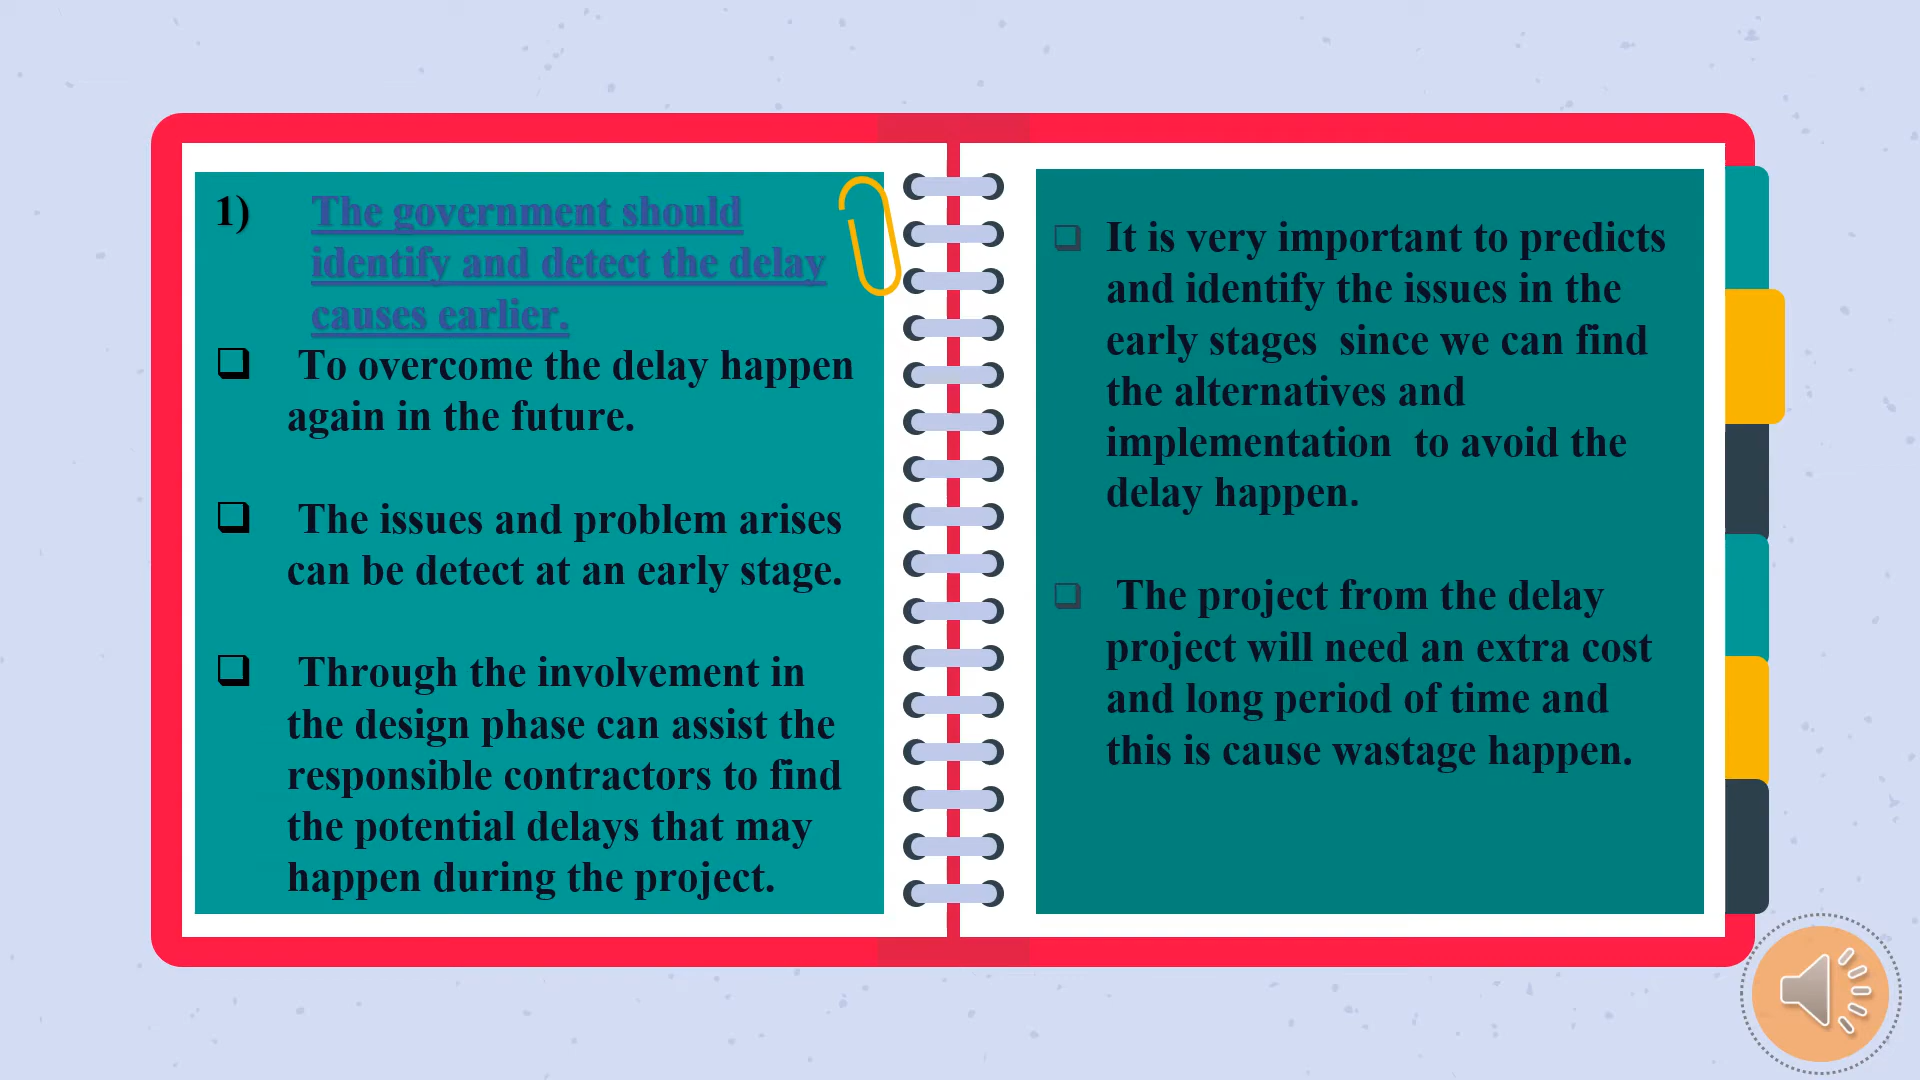 1) The government should
identify and detect the delay
causes earlier.
❑ To overcome the delay happen
again in the future.
❑ The issues and problem arises
can be detect at an early stage.
❑ Through the involvement in
the design phase can assist the
responsible contractors to find
the potential delays that may
happen during the project.
❑ It is very important to predicts
and identify the issues in the
early stages since we can find
the alternatives and
implementation to avoid the
delay happen.
❑ The project from the delay
project will need an extra cost
and long period of time and
this is cause wastage happen.